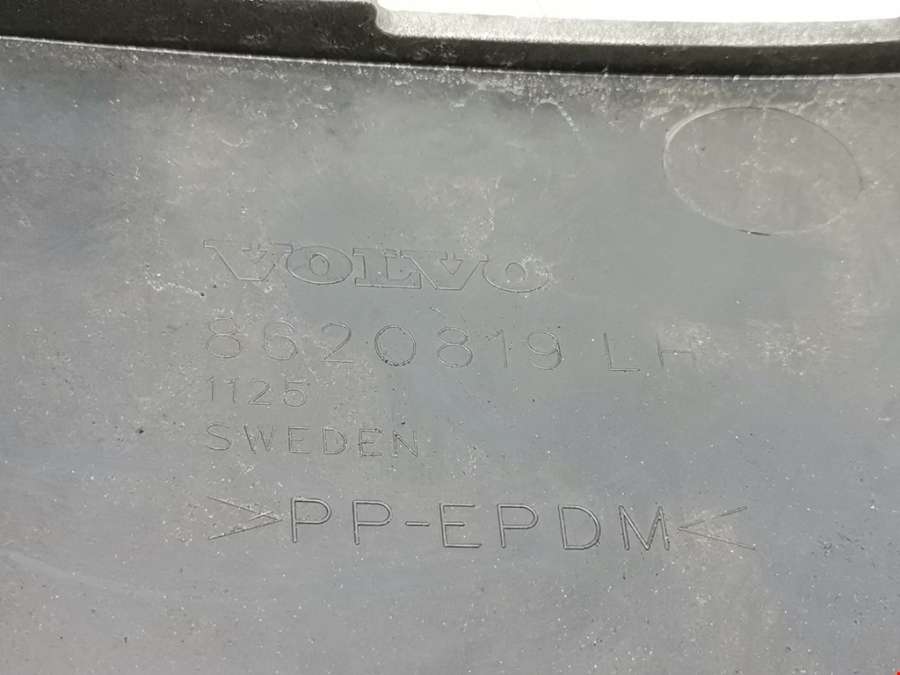 VOLVO
8620819 LH
1125
SWEDEN
>PP-EPDM<